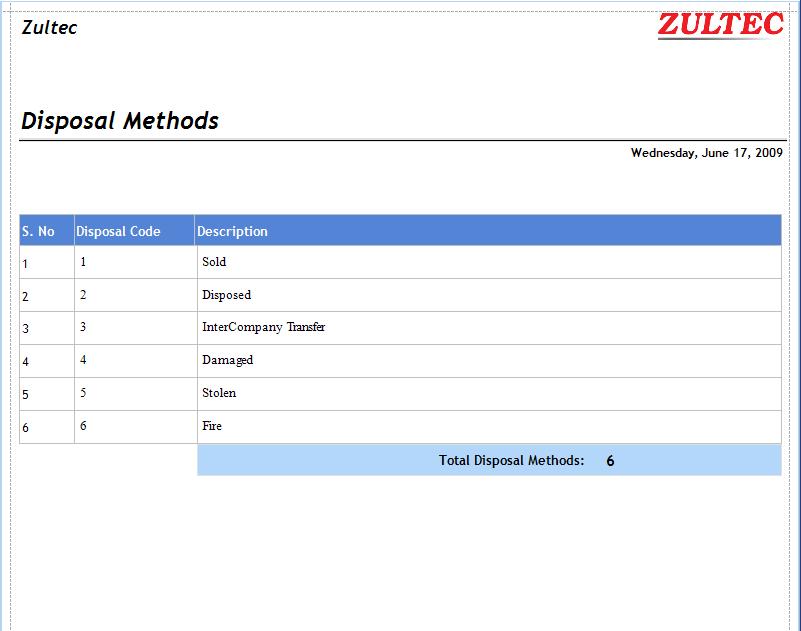 Zultec
ZULTEC
Disposal Methods
Wednesday, June 17, 2009
S. No Disposal Code Description
1 1 Sold
2 2 Disposed
3 3 InterCompany Transfer
4 4 Damaged
5 5 Stolen
6 6 Fire
Total Disposal Methods: 6